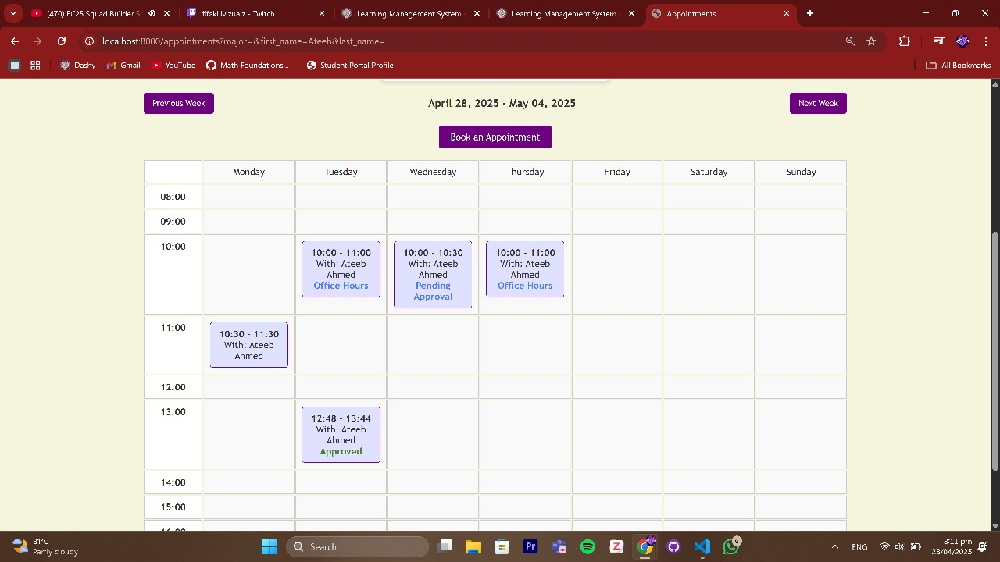 (470) FC25 Squad Builder S
fifakillvizualz - Twitch
Learning Management System
Learning Management System
Appointments
localhost:8000/appointments?major=&first_name=Ateeb&last_name=
Dashy
Gmail
YouTube
Math Foundations...
Student Portal Profile
All Bookmarks
Previous Week
April 28, 2025 - May 04, 2025
Next Week
Book an Appointment
Monday Tuesday Wednesday Thursday Friday Saturday Sunday
08:00
09:00
10:00
10:00 - 11:00
With: Ateeb
Ahmed
Office Hours
10:00 - 10:30
With: Ateeb
Ahmed
Pending
Approval
10:00 - 11:00
With: Ateeb
Ahmed
Office Hours
11:00
10:30 - 11:30
With: Ateeb
Ahmed
12:00
13:00
12:48 - 13:44
With: Ateeb
Ahmed
Approved
14:00
15:00
31°C
Partly cloudy
Search
Pr
6
ENG
8:11 pm
28/04/2025